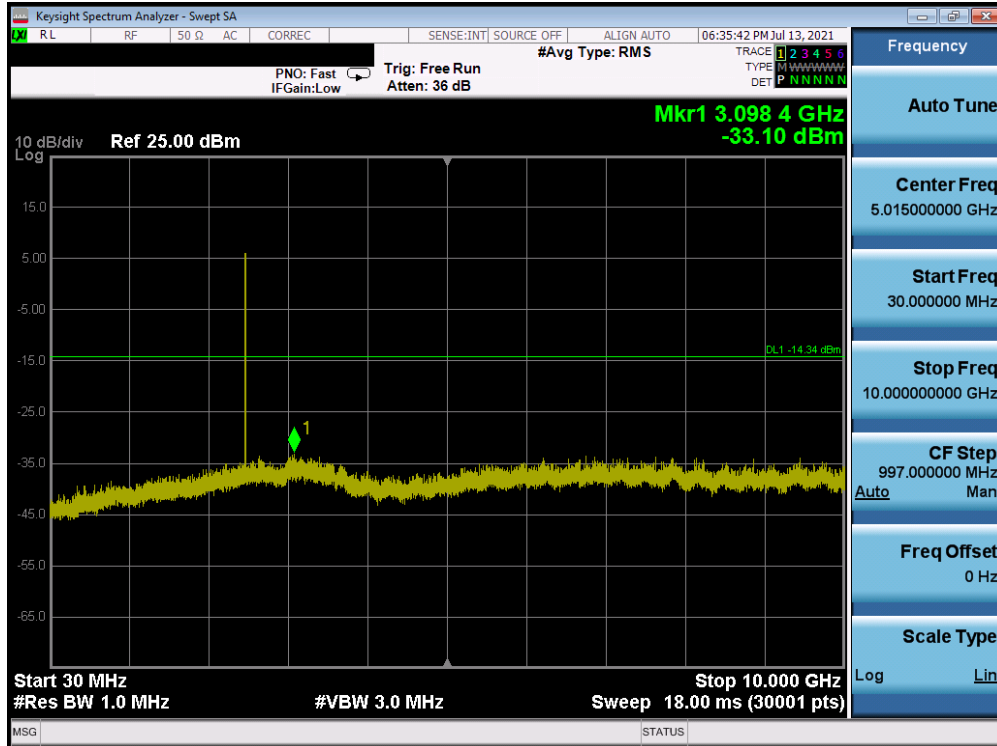 Keysight Spectrum Analyzer - Swept SA
LXI RL RF 50 Ω AC CORREC SENSE:INT SOURCE OFF ALIGN AUTO 06:35:42 PM Jul 13, 2021
#Avg Type: RMS TRACE 1 2 3 4 5 6
PNO: Fast Trig: Free Run TYPE M WWWWW
IFGain:Low Atten: 36 dB DET P N N N N N
Mkr1 3.098 4 GHz
-33.10 dBm
10 dB/div Ref 25.00 dBm
Log
15.0
5.00
-5.00
DL1 -14.34 dBm
-15.0
-25.0
1
-35.0
-45.0
-55.0
-65.0
Start 30 MHz Stop 10.000 GHz
#Res BW 1.0 MHz #VBW 3.0 MHz Sweep 18.00 ms (30001 pts)
MSG STATUS
Frequency
Auto Tune
Center Freq
5.015000000 GHz
Start Freq
30.000000 MHz
Stop Freq
10.000000000 GHz
CF Step
997.000000 MHz
Auto Man
Freq Offset
0 Hz
Scale Type
Log Lin